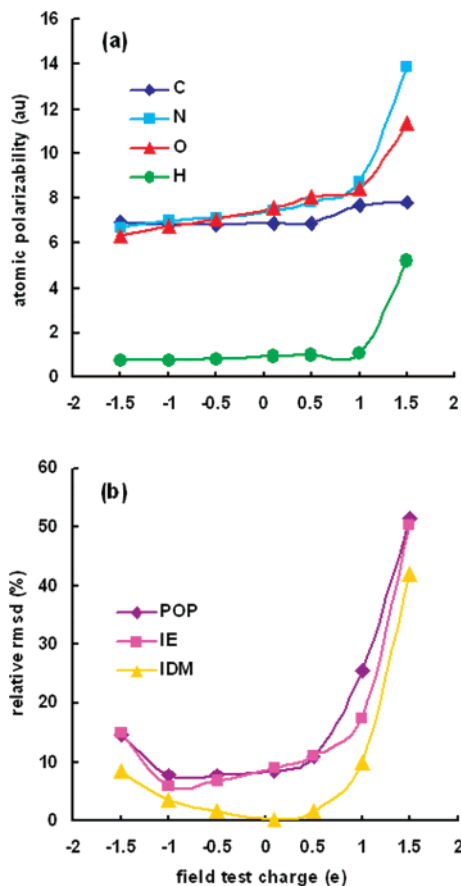 (a)
16
14
12
10
8
6
4
2
0
atomic polarizability (au)
C
N
O
H
-2 -1.5 -1 -0.5 0 0.5 1 1.5 2
(b)
60
50
40
30
20
10
0
relative rmsd (%)
POP
IE
IDM
-2 -1.5 -1 -0.5 0 0.5 1 1.5 2
field test charge (e)